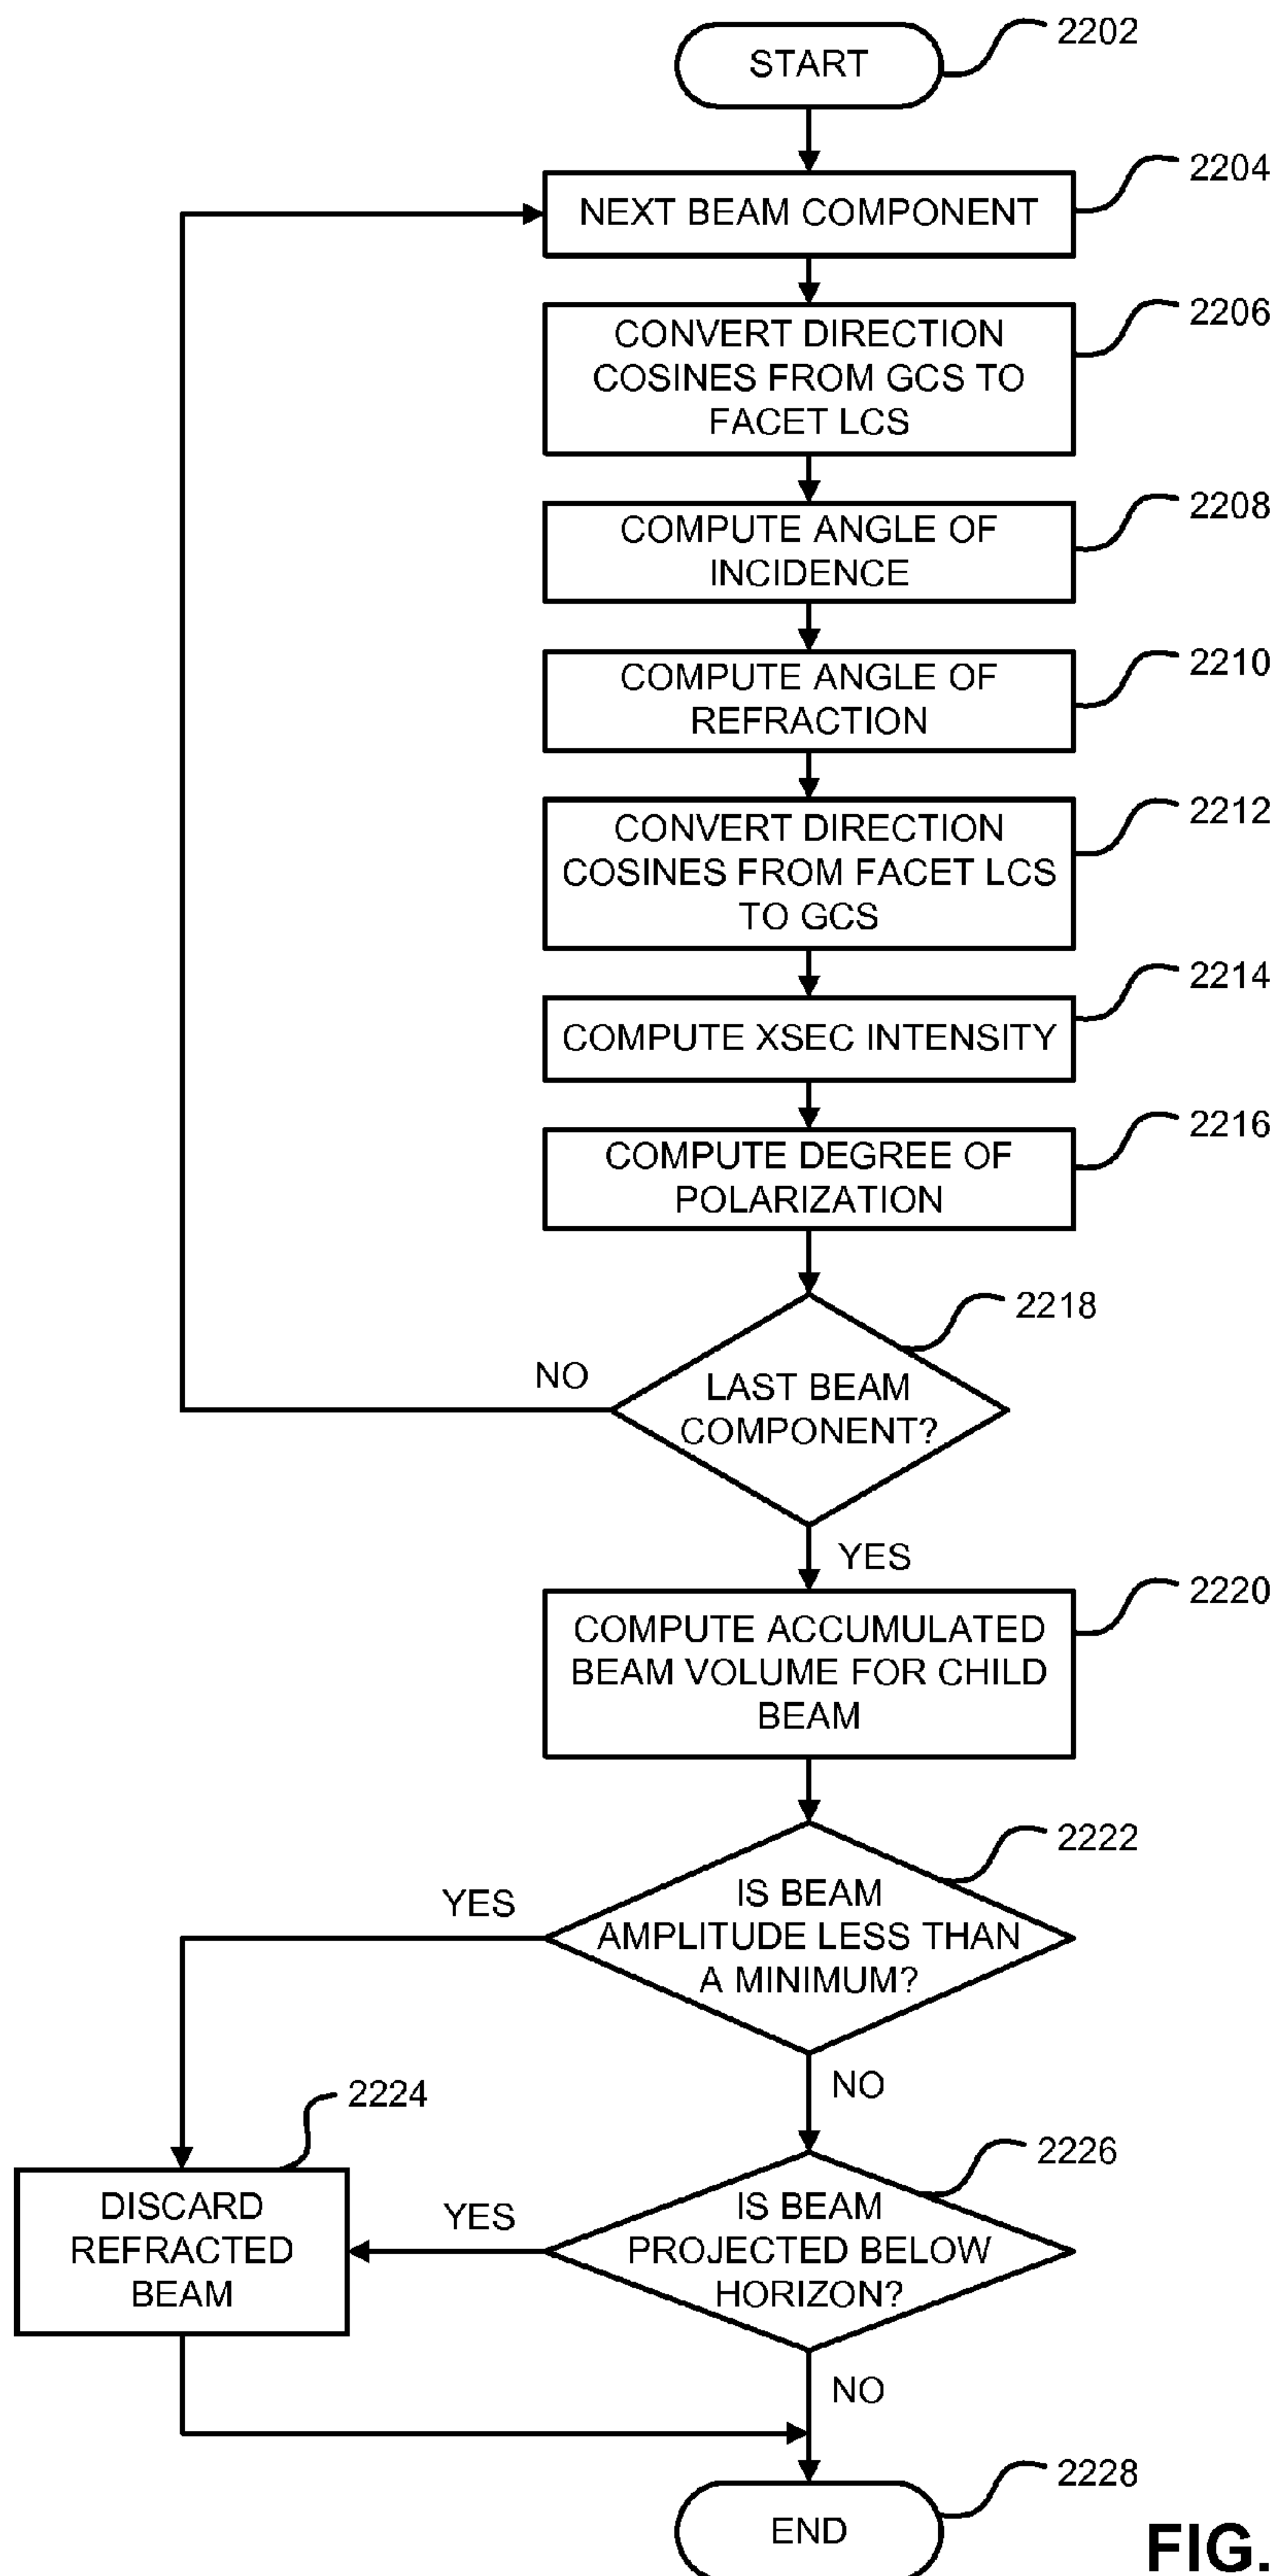 START
2202
NEXT BEAM COMPONENT
2204
CONVERT DIRECTION
COSINES FROM GCS TO
FACET LCS
2206
COMPUTE ANGLE OF
INCIDENCE
2208
COMPUTE ANGLE OF
REFRACTION
2210
CONVERT DIRECTION
COSINES FROM FACET LCS
TO GCS
2212
COMPUTE XSEC INTENSITY
2214
COMPUTE DEGREE OF
POLARIZATION
2216
LAST BEAM
COMPONENT?
2218
NO
YES
COMPUTE ACCUMULATED
BEAM VOLUME FOR CHILD
BEAM
2220
IS BEAM
AMPLITUDE LESS THAN
A MINIMUM?
2222
YES
NO
DISCARD
REFRACTED
BEAM
2224
IS BEAM
PROJECTED BELOW
HORIZON?
2226
YES
NO
END
2228
FIG.